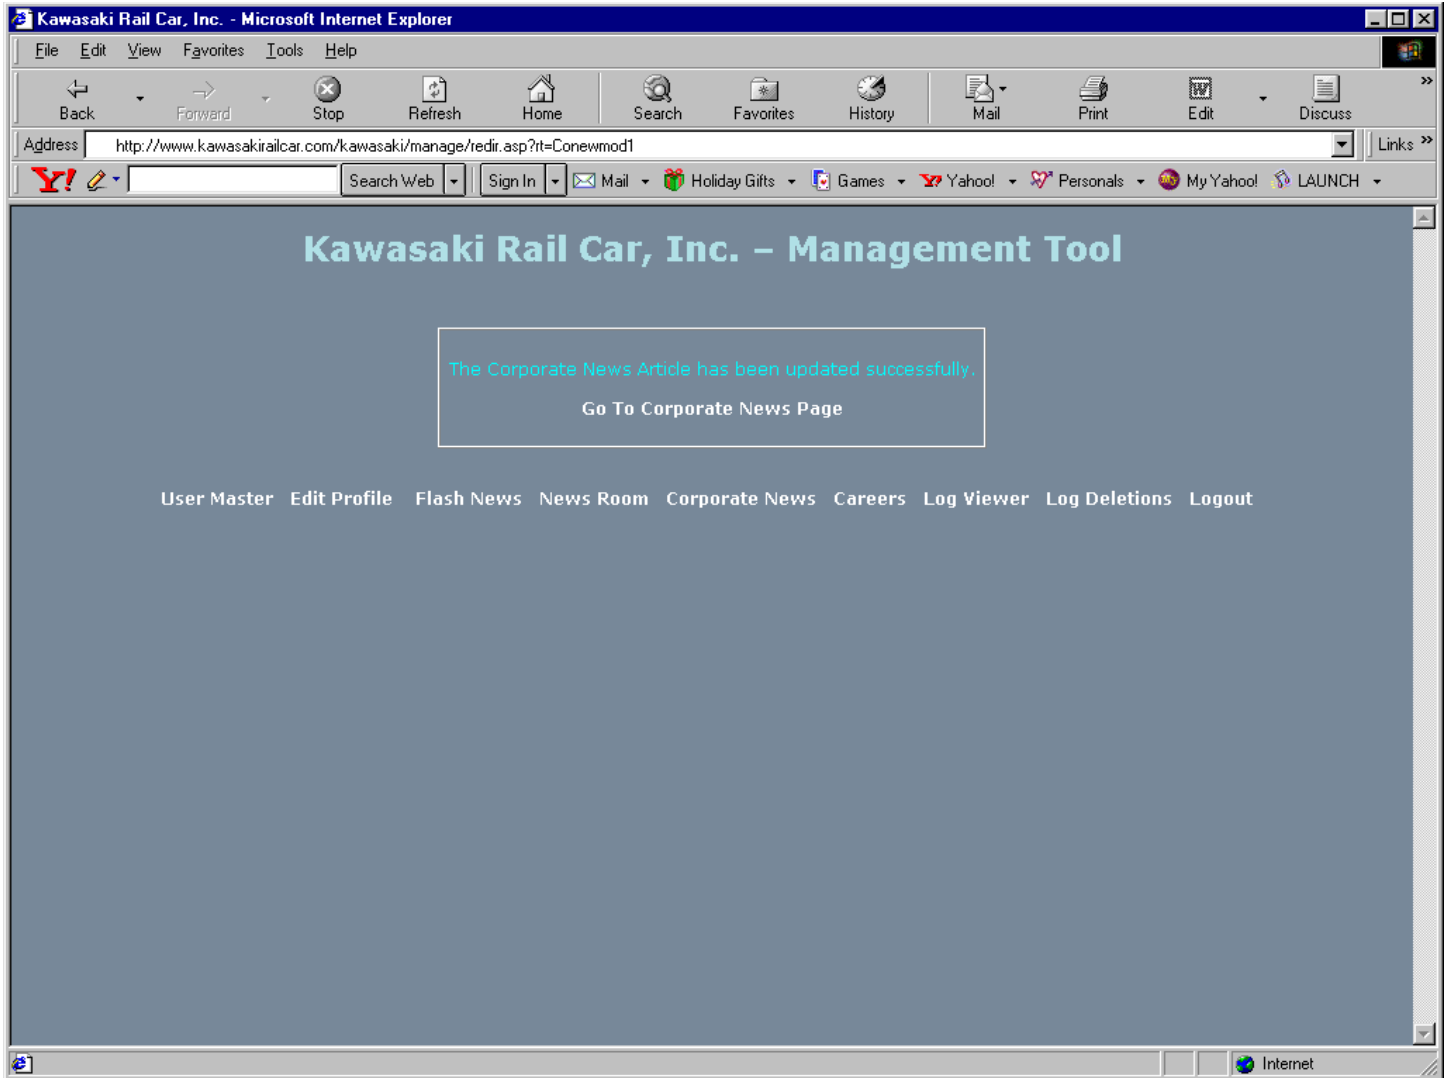 Kawasaki Rail Car, Inc. - Microsoft Internet Explorer
File Edit View Favorites Tools Help
Back Forward Stop Refresh Home Search Favorites History Mail Print Edit Discuss »
Address http://www.kawasakirailcar.com/kawasaki/manage/redir.asp?rt=Conewmod1 Links »
Y! Search Web Sign In Mail Holiday Gifts Games Y? Yahoo! Personals My Yahoo! LAUNCH
Kawasaki Rail Car, Inc. – Management Tool
The Corporate News Article has been updated successfully.
Go To Corporate News Page
User Master Edit Profile Flash News News Room Corporate News Careers Log Viewer Log Deletions Logout
Internet